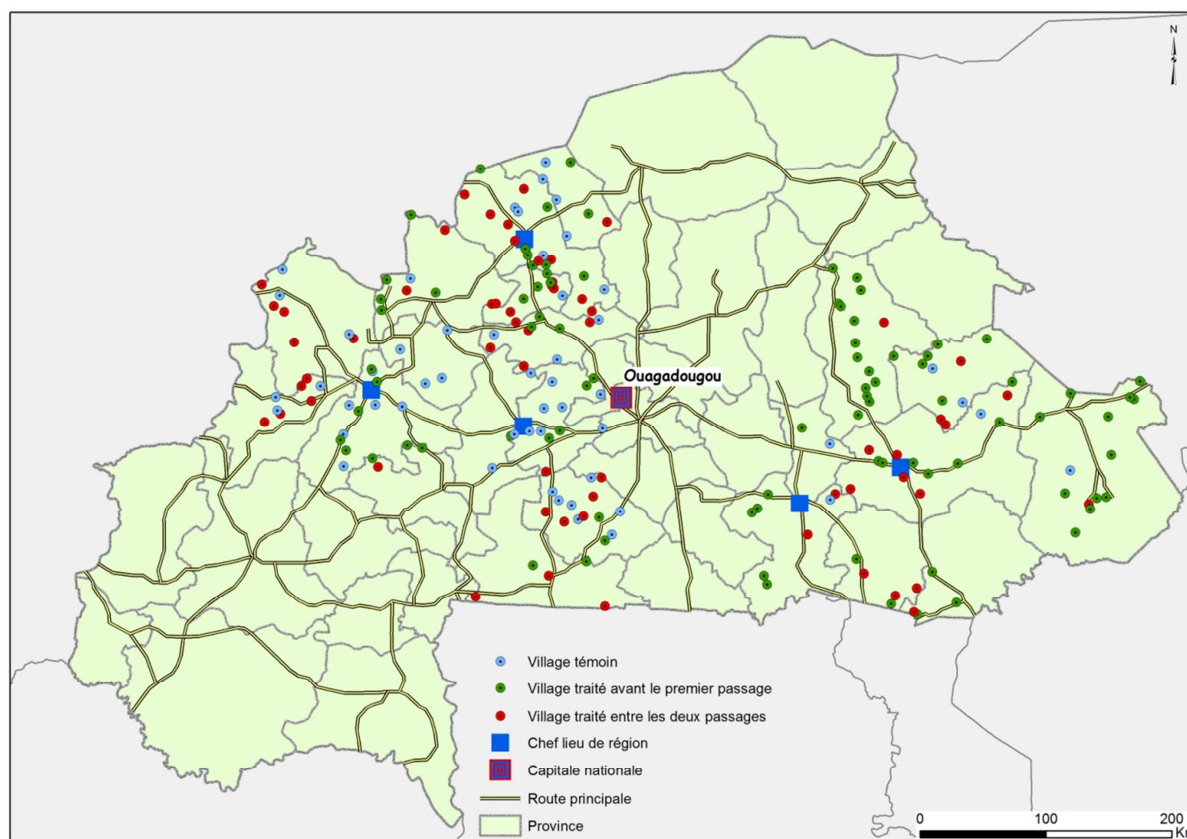 N
Ouagadougou
Village témoin
Village traité avant le premier passage
Village traité entre les deux passages
Chef lieu de région
Capitale nationale
Route principale
Province
0 100 200